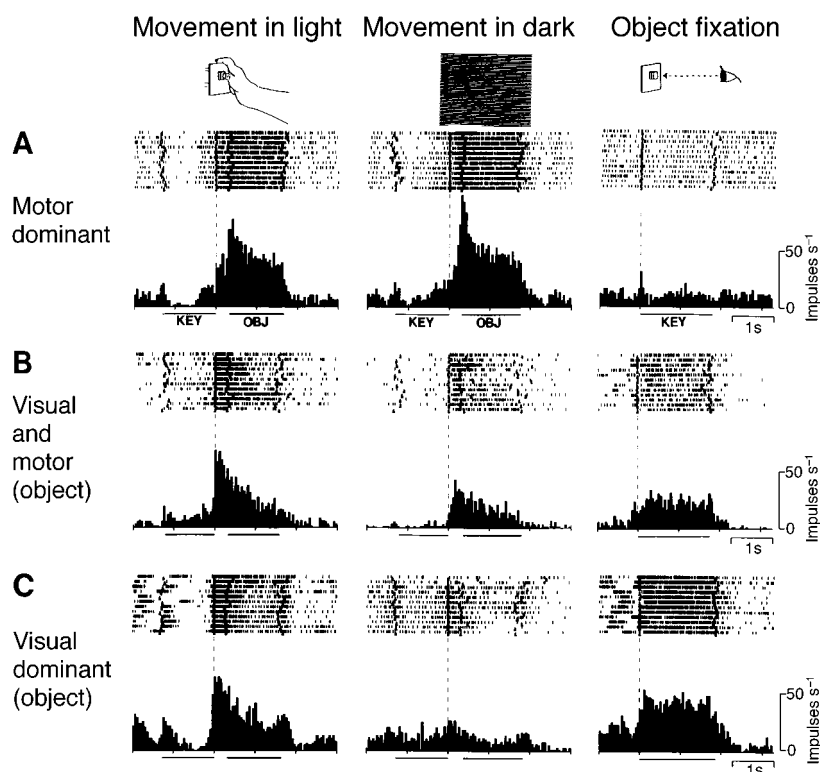 Movement in light Movement in dark Object fixation
A
Motor
dominant
50
0
Impulses s⁻¹
KEY OBJ KEY OBJ KEY
1s
B
Visual
and
motor
(object)
50
0
Impulses s⁻¹
1s
C
Visual
dominant
(object)
50
0
Impulses s⁻¹
1s